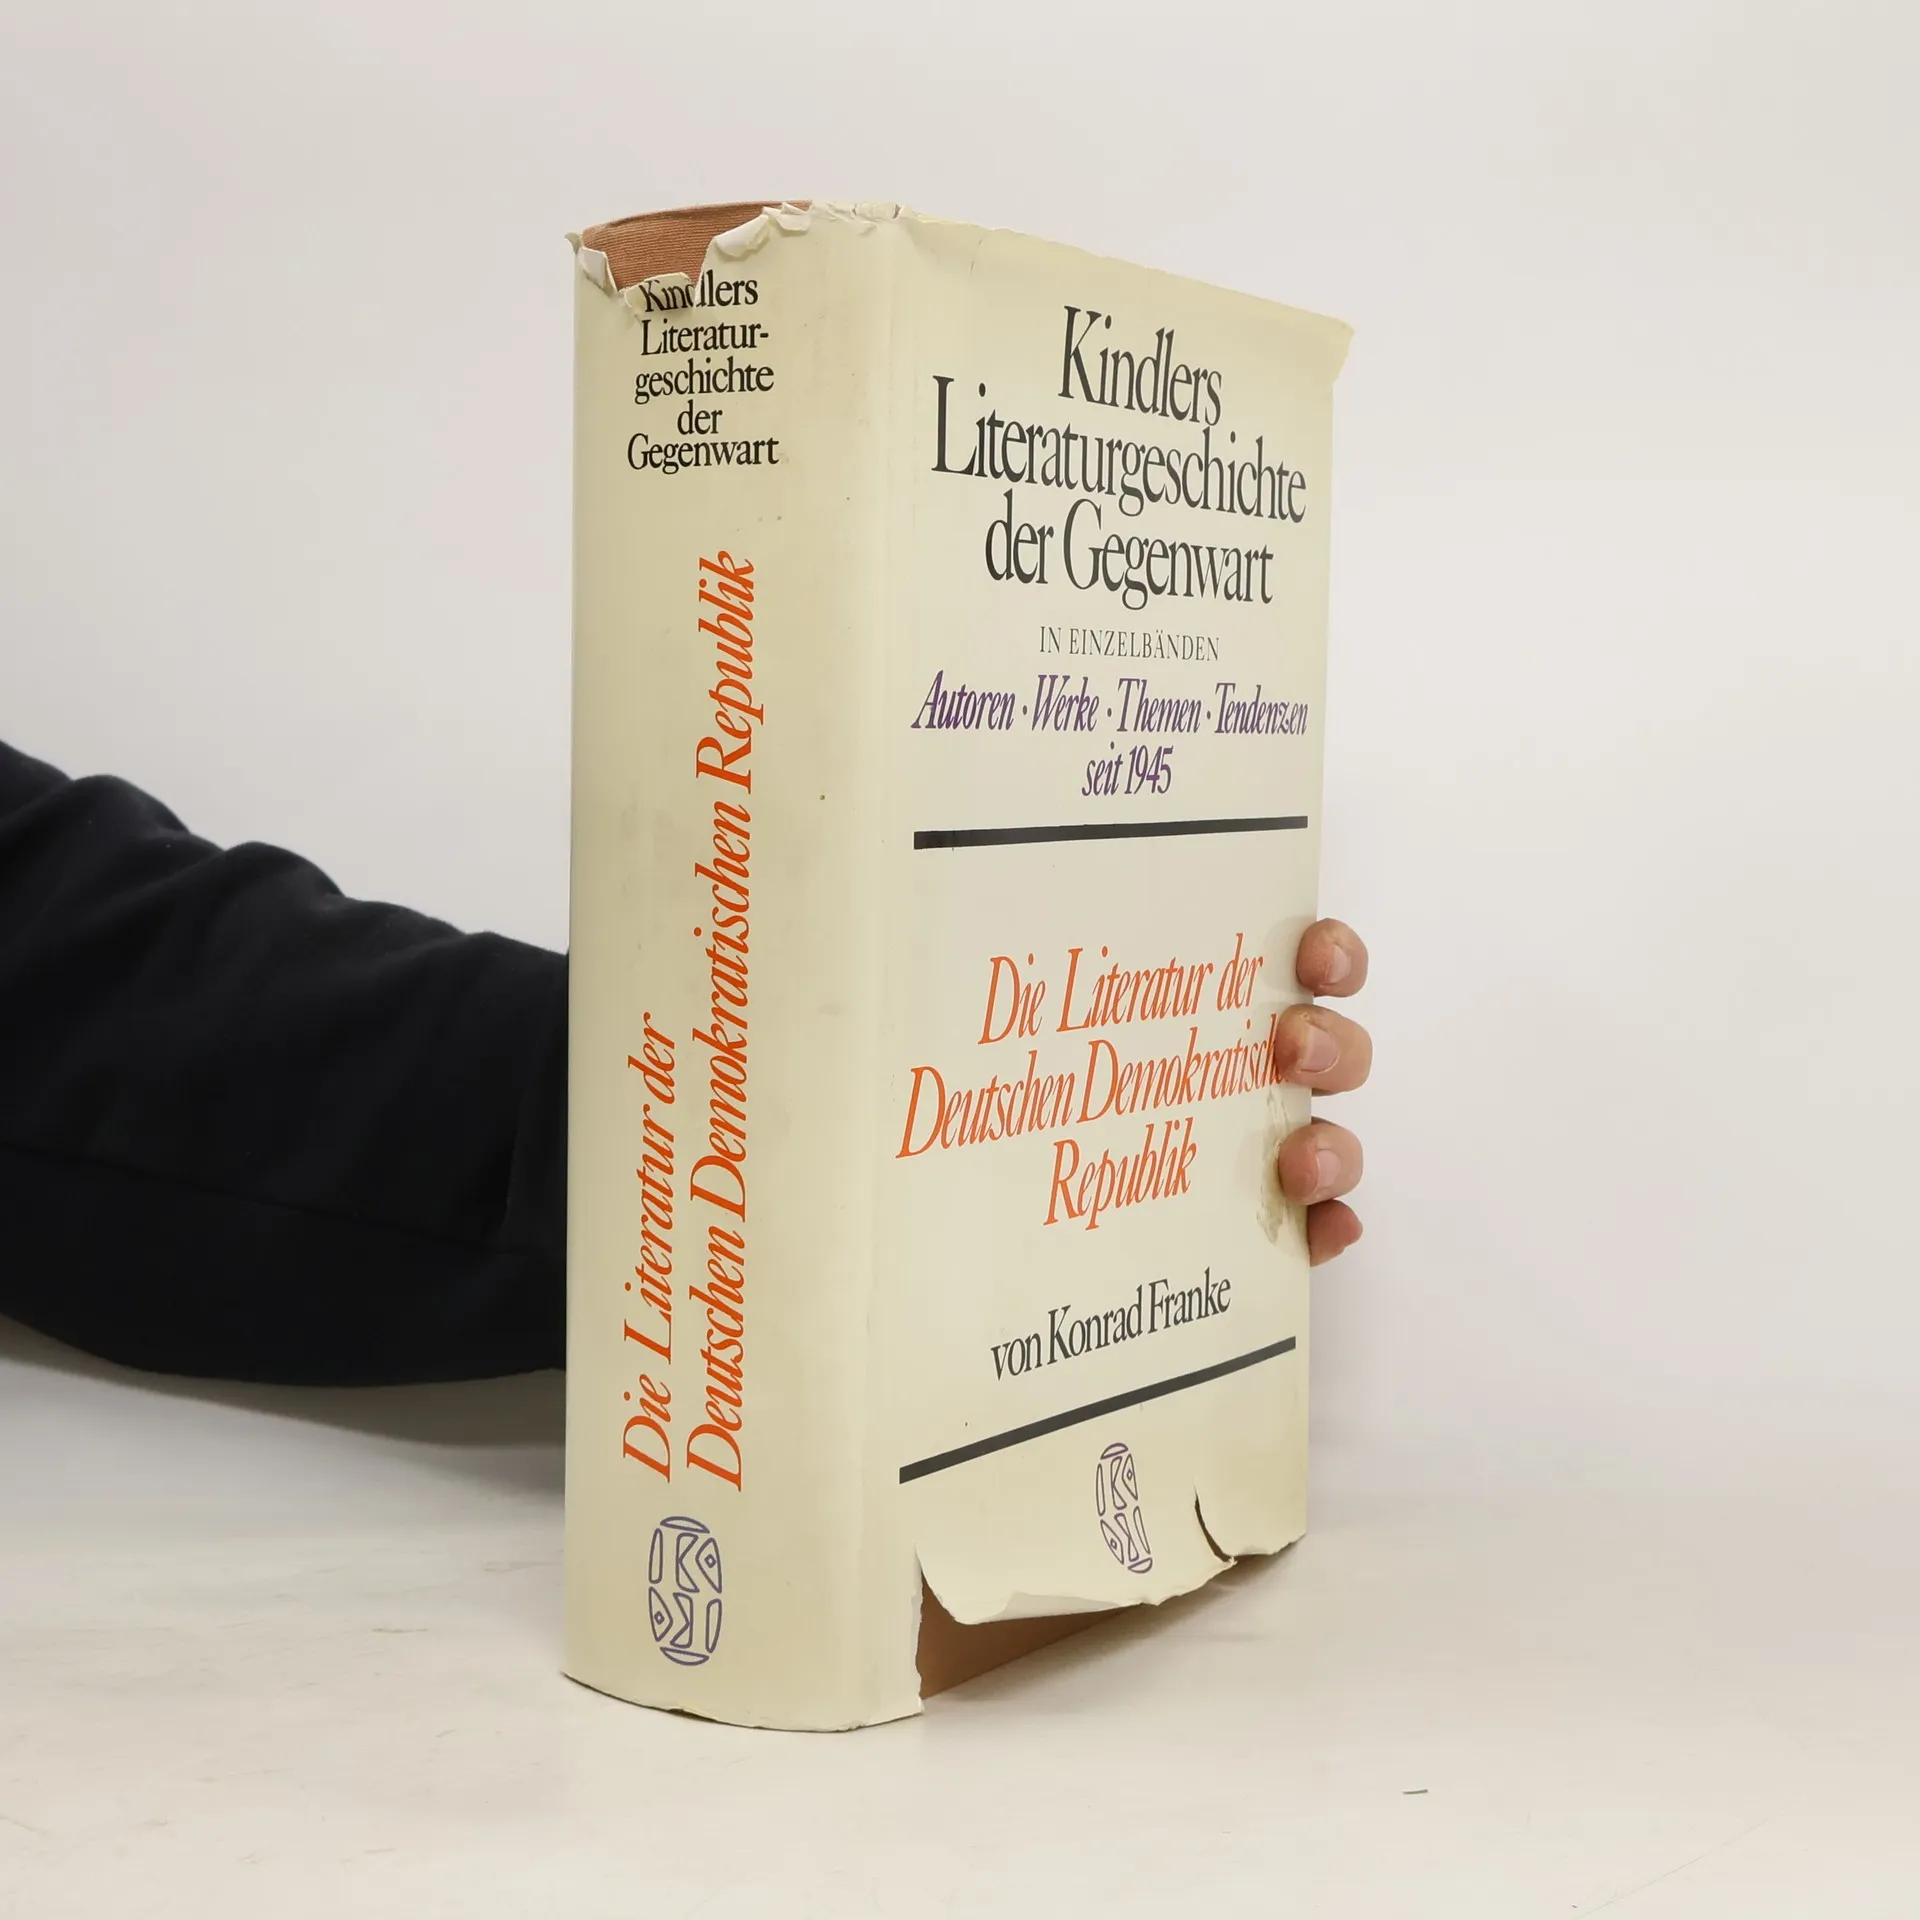 Kindlers
Literatur-
geschichte
der
Gegenwart
Die Literatur der
Deutschen Demokratischen Republik
Kindlers
Literaturgeschichte
der Gegenwart
IN EINZELBÄNDEN
Autoren · Werke · Themen · Tendenzen
seit 1945
Die Literatur der
Deutschen Demokratische
Republik
von Konrad Franke